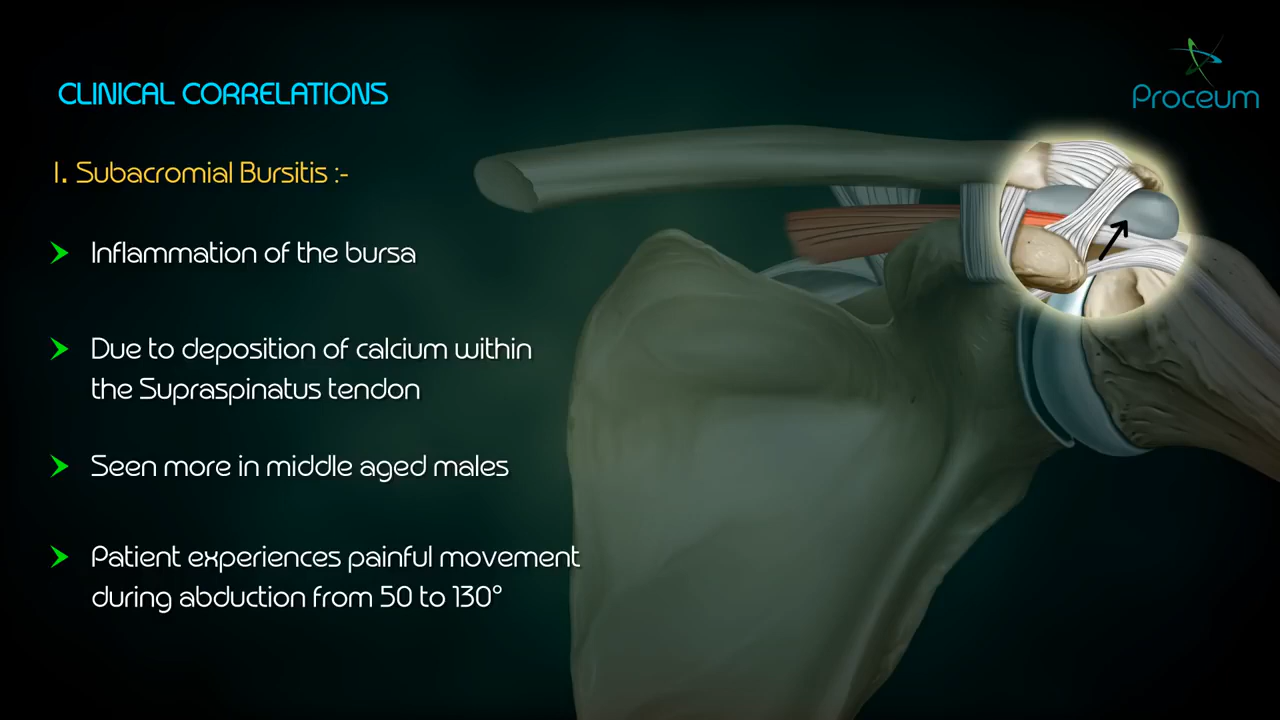 CLINICAL CORRELATIONS
Proceum
1. Subacromial Bursitis :-
Inflammation of the bursa
Due to deposition of calcium within
the Supraspinatus tendon
Seen more in middle aged males
Patient experiences painful movement
during abduction from 50 to 130°